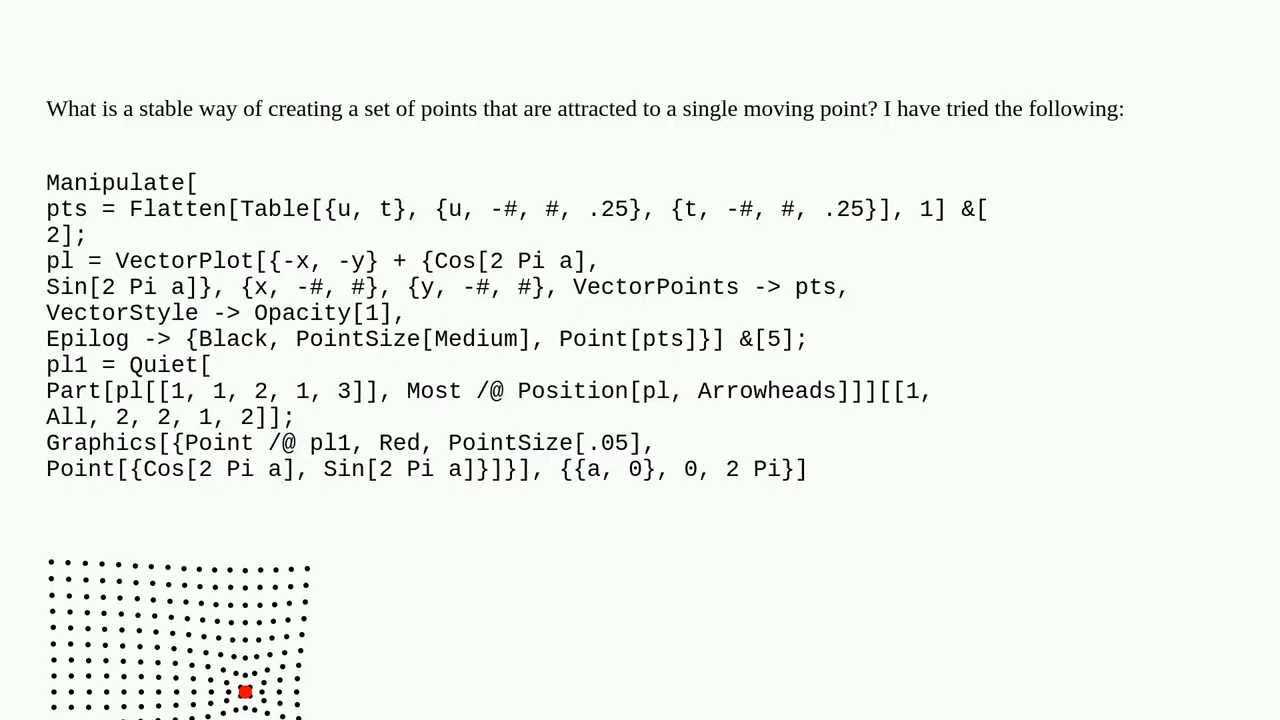 What is a stable way of creating a set of points that are attracted to a single moving point? I have tried the following:
Manipulate[
pts = Flatten[Table[{u, t}, {u, -#, #, .25}, {t, -#, #, .25}], 1] &[
2];
pl = VectorPlot[{-x, -y} + {Cos[2 Pi a],
Sin[2 Pi a]}, {x, -#, #}, {y, -#, #}, VectorPoints -> pts,
VectorStyle -> Opacity[1],
Epilog -> {Black, PointSize[Medium], Point[pts]}] &[5];
pl1 = Quiet[
Part[pl[[1, 1, 2, 1, 3]], Most /@ Position[pl, Arrowheads]]][[1,
All, 2, 2, 1, 2]];
Graphics[{Point /@ pl1, Red, PointSize[.05],
Point[{Cos[2 Pi a], Sin[2 Pi a]}]}], {{a, 0}, 0, 2 Pi}]